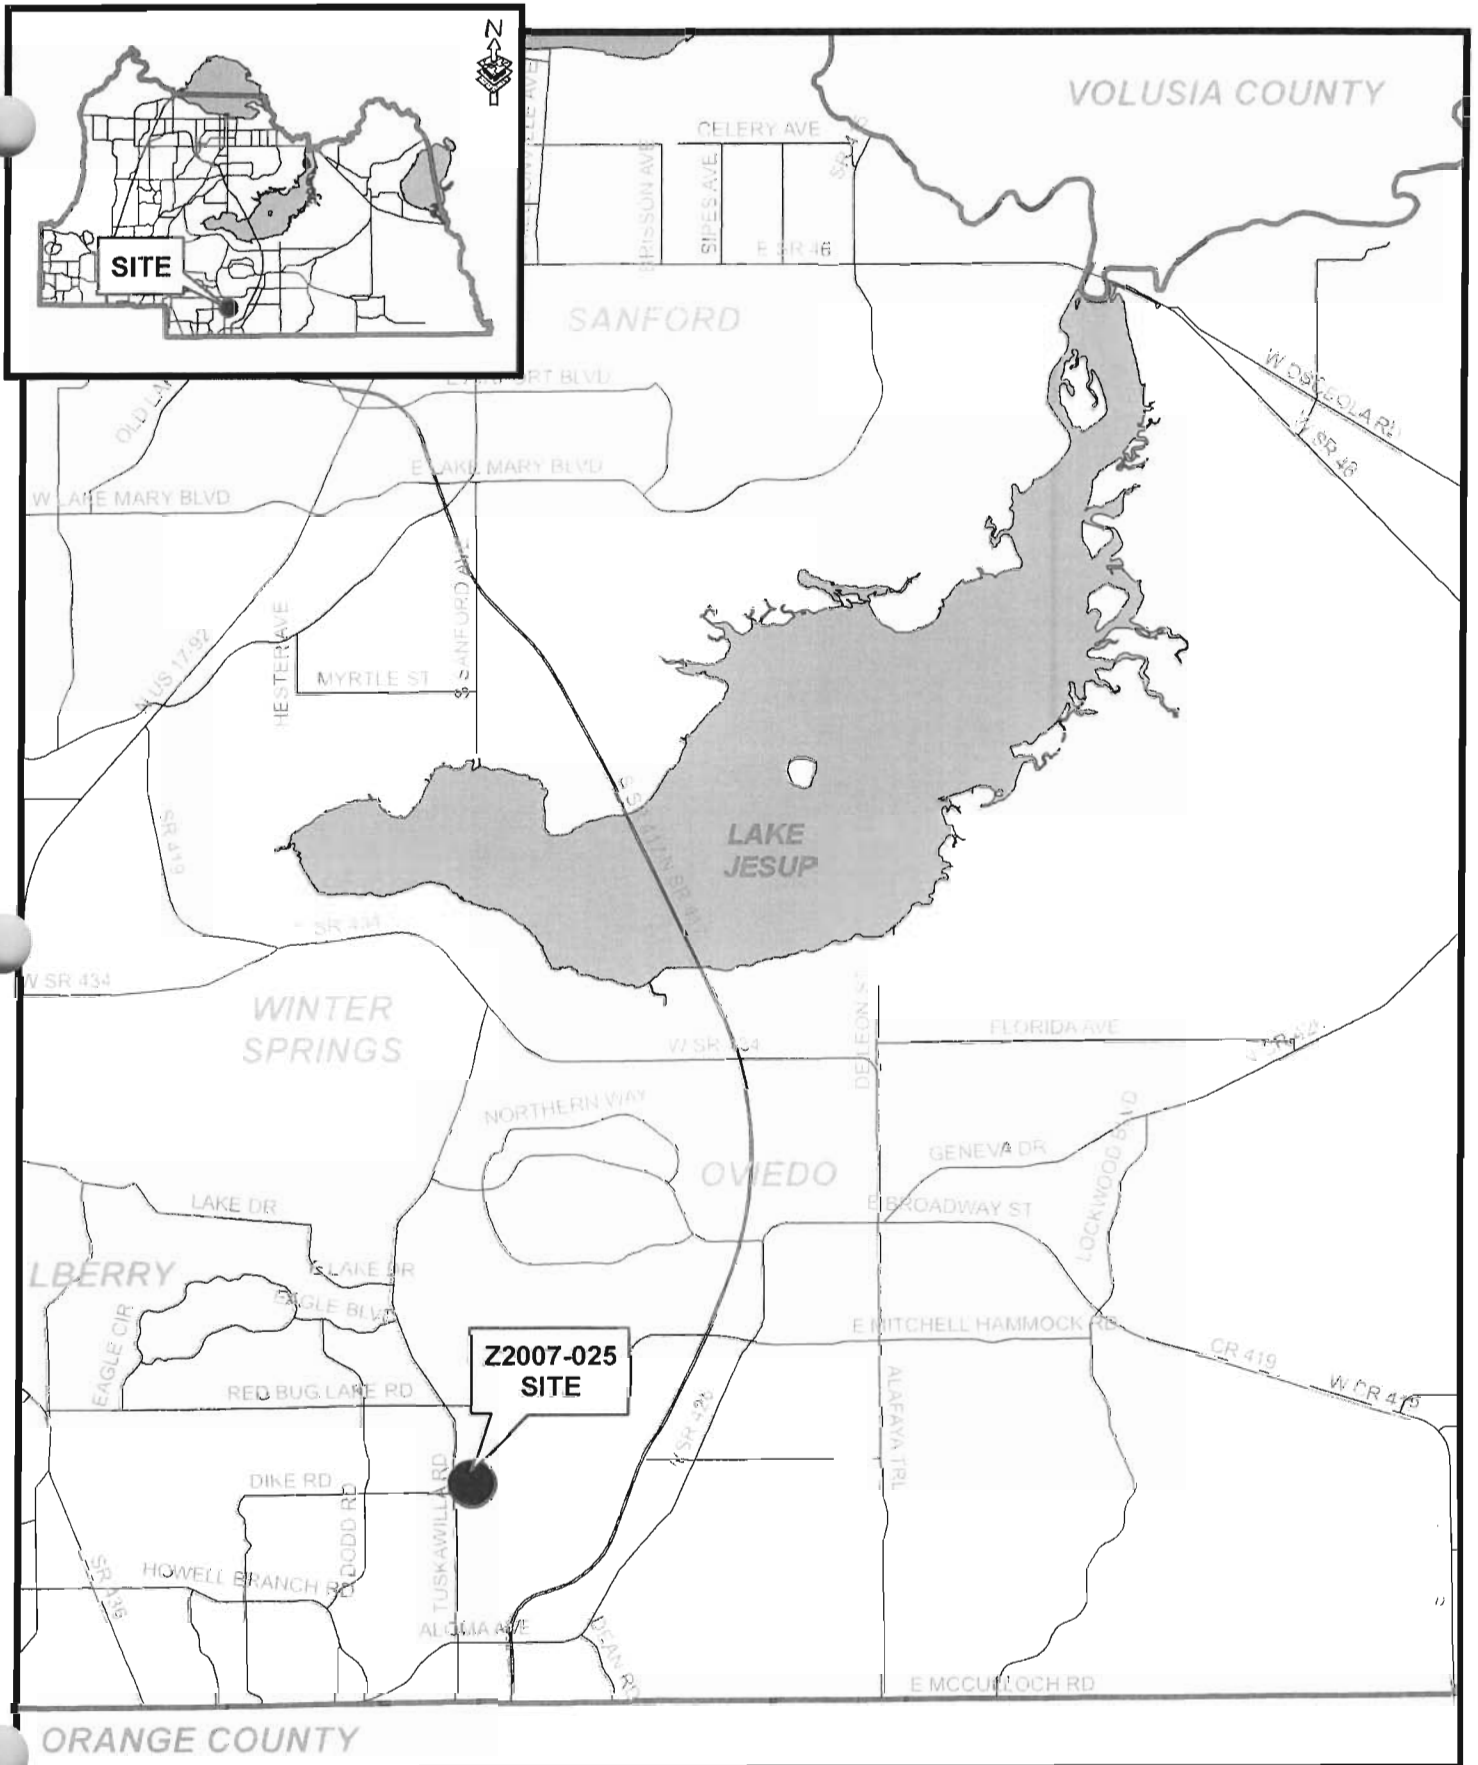 N
VOLUSIA COUNTY
CELERY AVE
BRISSON AVE
SIPES AVE
E SR 46
SITE
SANFORD
W OSCEOLA RD
W SR 46
OLD
BLVD
E LAKE MARY BLVD
W LAKE MARY BLVD
S SANFORD AVE
HESTER AVE
N US 17-92
MYRTLE ST
SR 419
LAKE
JESUP
SR 434
W SR 434
WINTER
SPRINGS
DELEON ST
FLORIDA AVE
W SR 434
NORTHERN WAY
LOCKWOOD BLVD
GENEVA DR
OVIEDO
LAKE DR
E BROADWAY ST
LBERRY
LAKE DR
EAGLE BLVD
EAGLE CIR
E MITCHELL HAMMOCK RD
CR 419
Z2007-025
SITE
RED BUG LAKE RD
ALAFAYA TRL
W SR 426
DIKE RD
DODD RD
TUSKAWILLA RD
HOWELL BRANCH RD
SR 436
ALOMA AVE
DEAN RD
E MCCULLOCH RD
ORANGE COUNTY